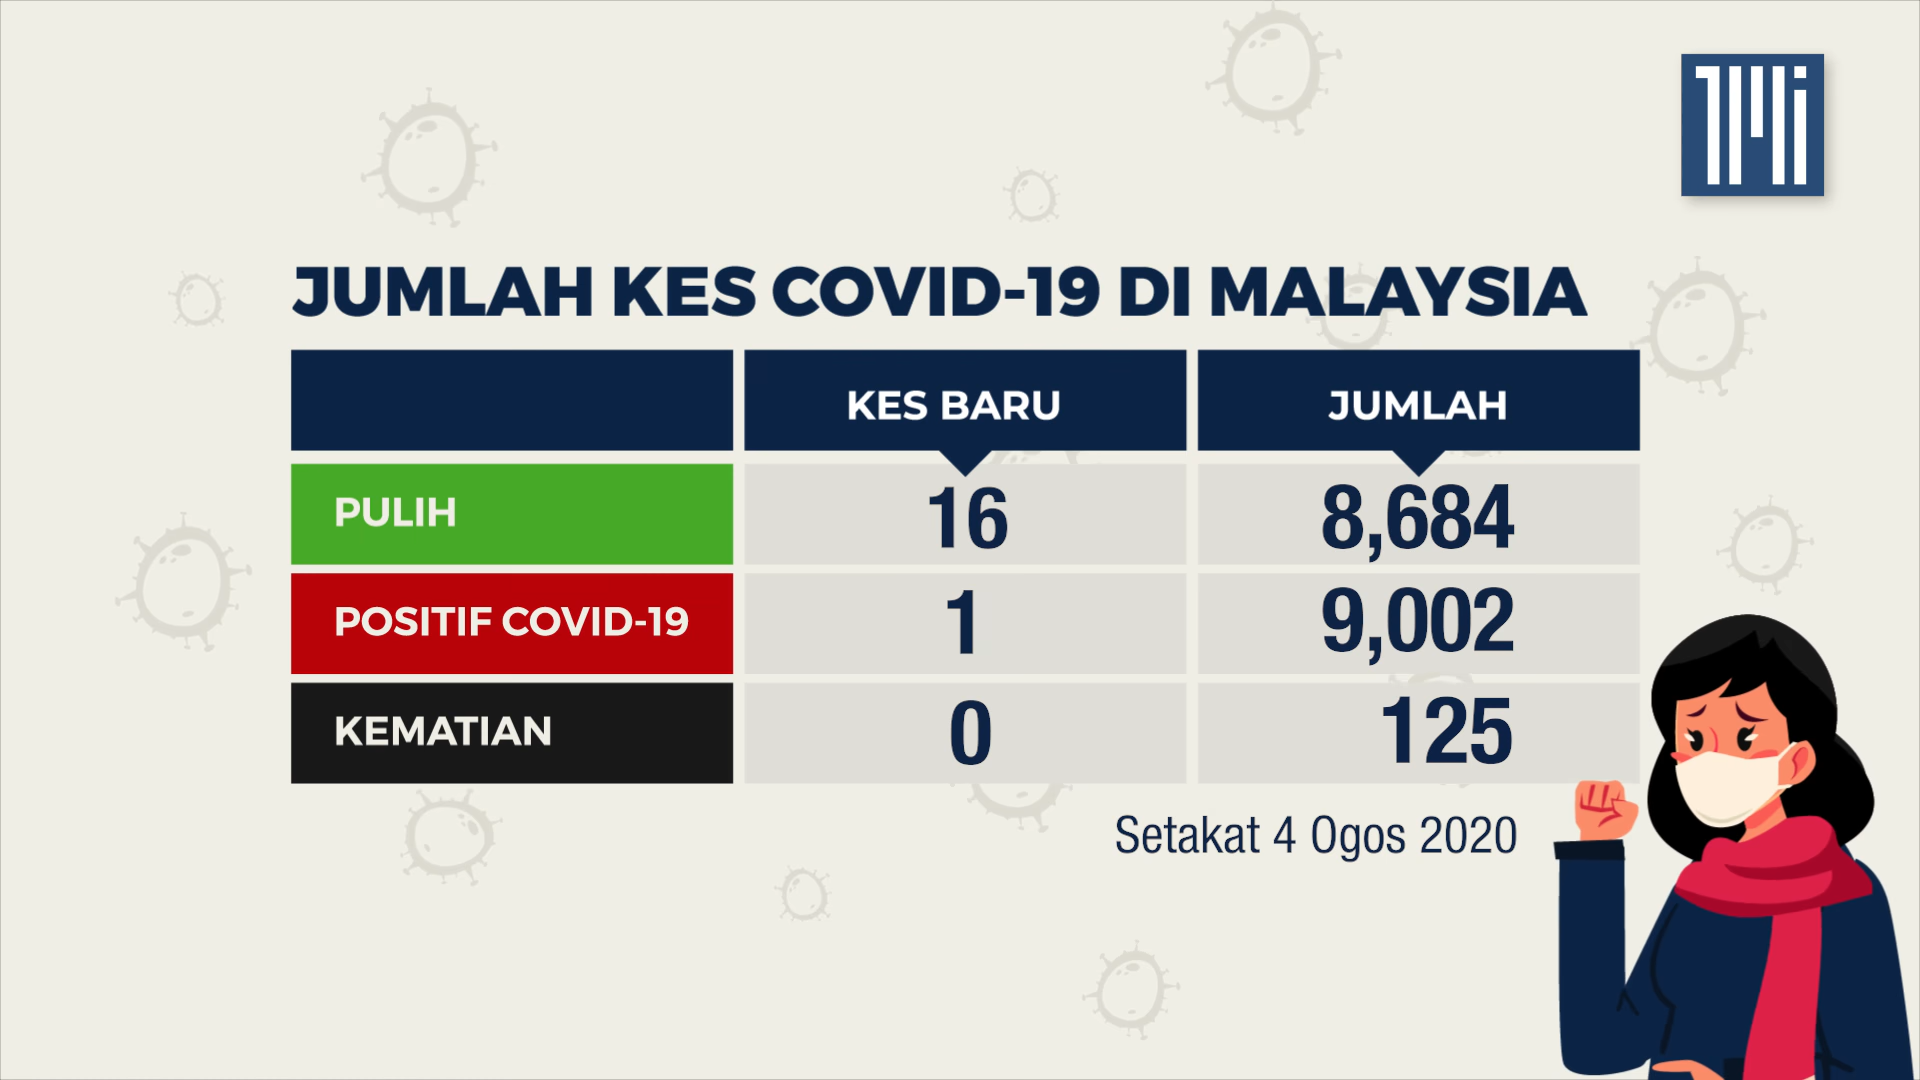 TMi
JUMLAH KES COVID-19 DI MALAYSIA
KES BARU JUMLAH
PULIH 16 8,684
POSITIF COVID-19 1 9,002
KEMATIAN 0 125
Setakat 4 Ogos 2020